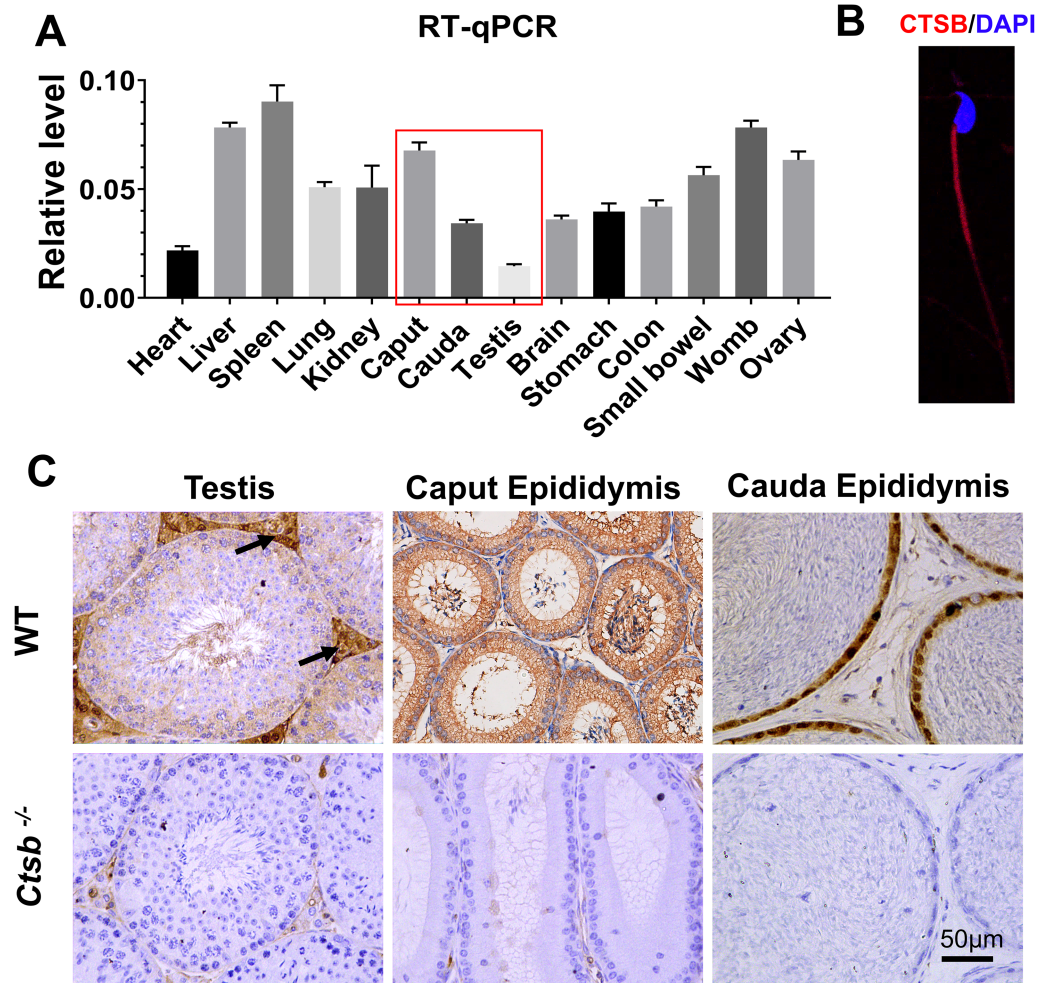 A
RT-qPCR
B
CTSB/DAPI
Relative level
0.10
0.05
0.00
Heart
Liver
Spleen
Lung
Kidney
Caput
Cauda
Testis
Brain
Stomach
Colon
Small bowel
Womb
Ovary
C
Testis
Caput Epididymis
Cauda Epididymis
WT
Ctsb -/-
50μm